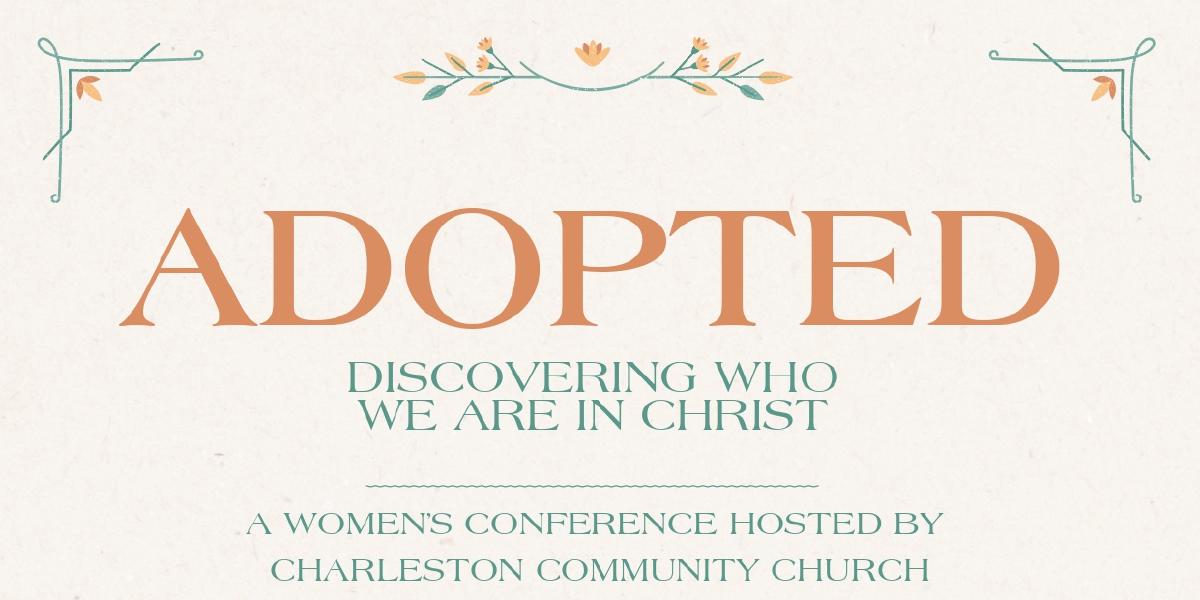 ADOPTED
DISCOVERING WHO
WE ARE IN CHRIST
A WOMEN'S CONFERENCE HOSTED BY
CHARLESTON COMMUNITY CHURCH